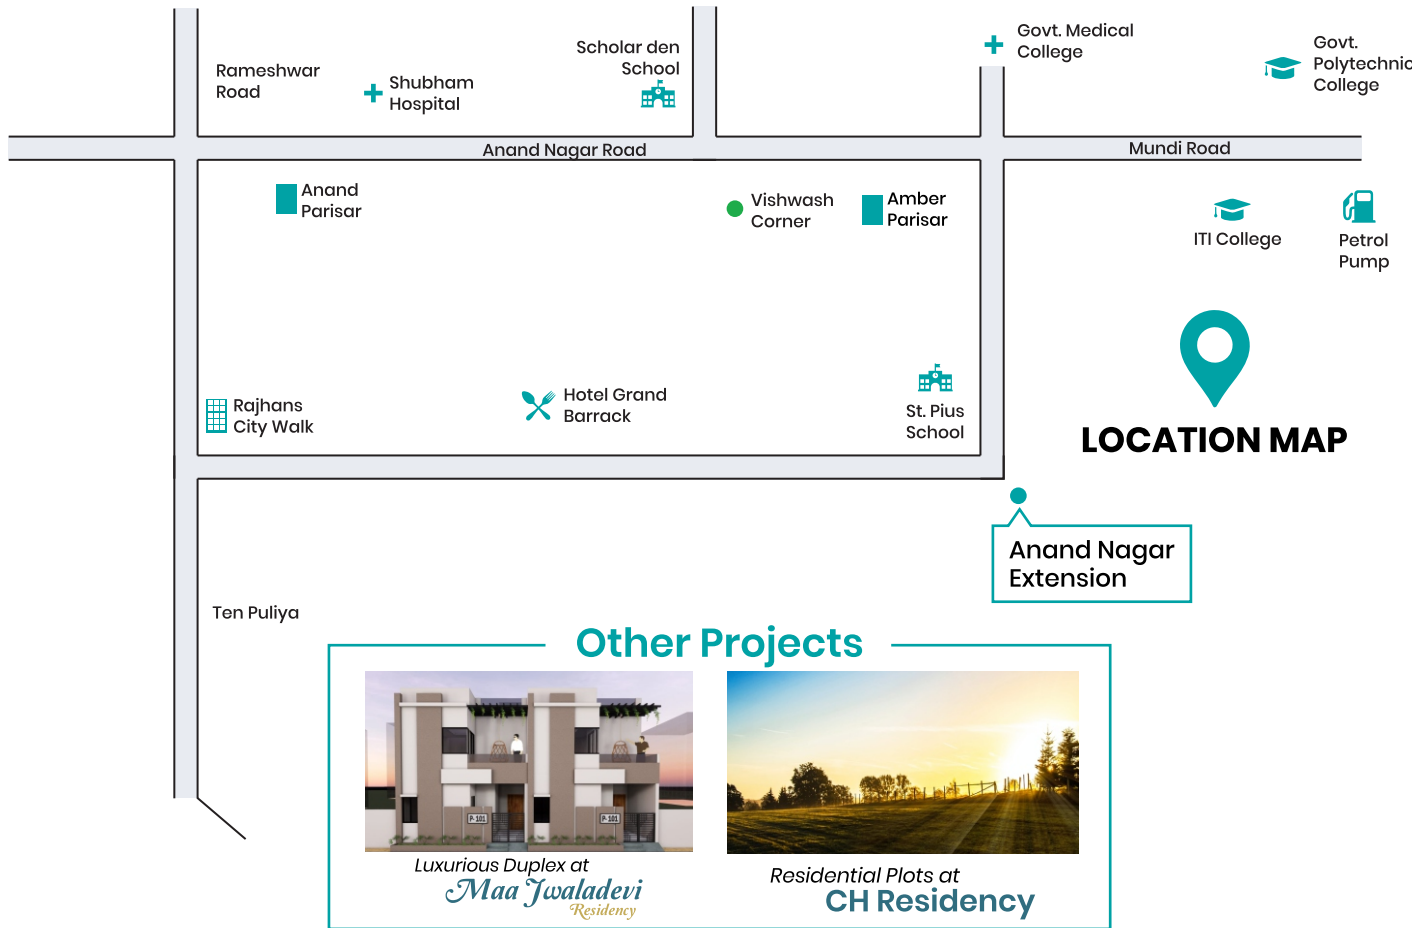 Govt. Medical
College
Govt.
Polytechnic
College
Scholar den
School
Rameshwar
Road
Shubham
Hospital
Anand Nagar Road
Mundi Road
Anand
Parisar
Vishwash
Corner
Amber
Parisar
ITI College
Petrol
Pump
Rajhans
City Walk
Hotel Grand
Barrack
St. Pius
School
LOCATION MAP
Anand Nagar
Extension
Ten Puliya
Other Projects
P-101
P-101
Luxurious Duplex at
Maa Jwaladevi
Residency
Residential Plots at
CH Residency